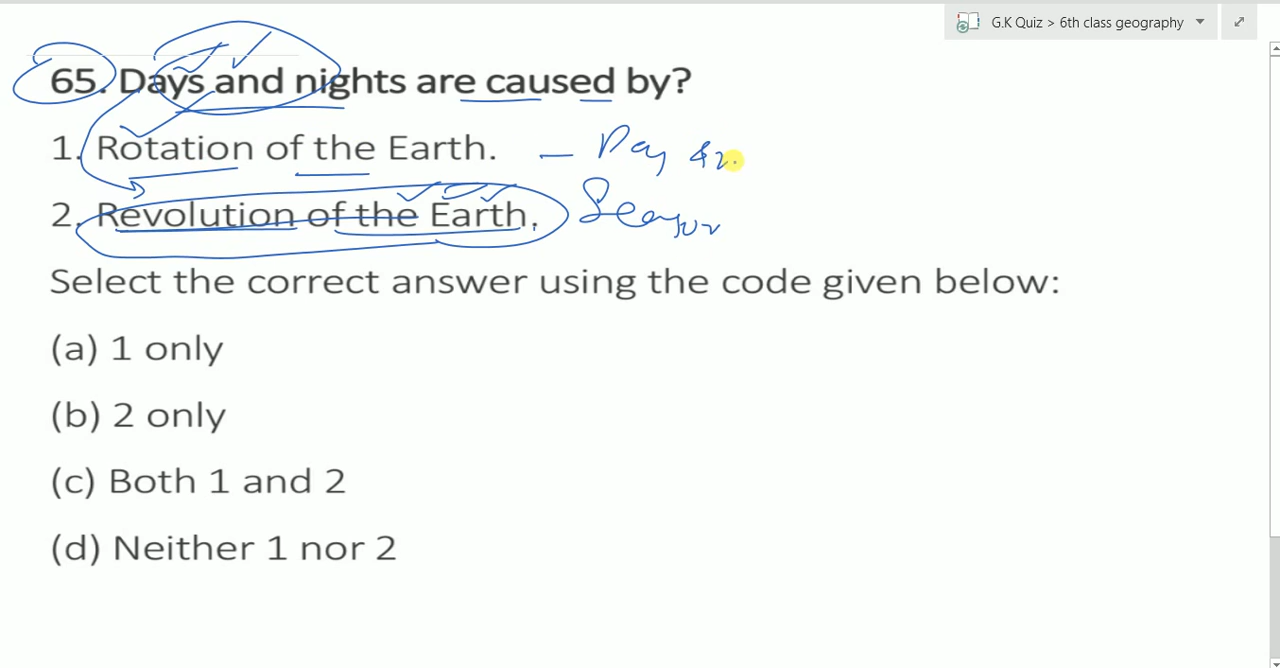 G.K Quiz > 6th class geography
65. Days and nights are caused by?
1. Rotation of the Earth. – Day &
2. Revolution of the Earth, Season
Select the correct answer using the code given below:
(a) 1 only
(b) 2 only
(c) Both 1 and 2
(d) Neither 1 nor 2